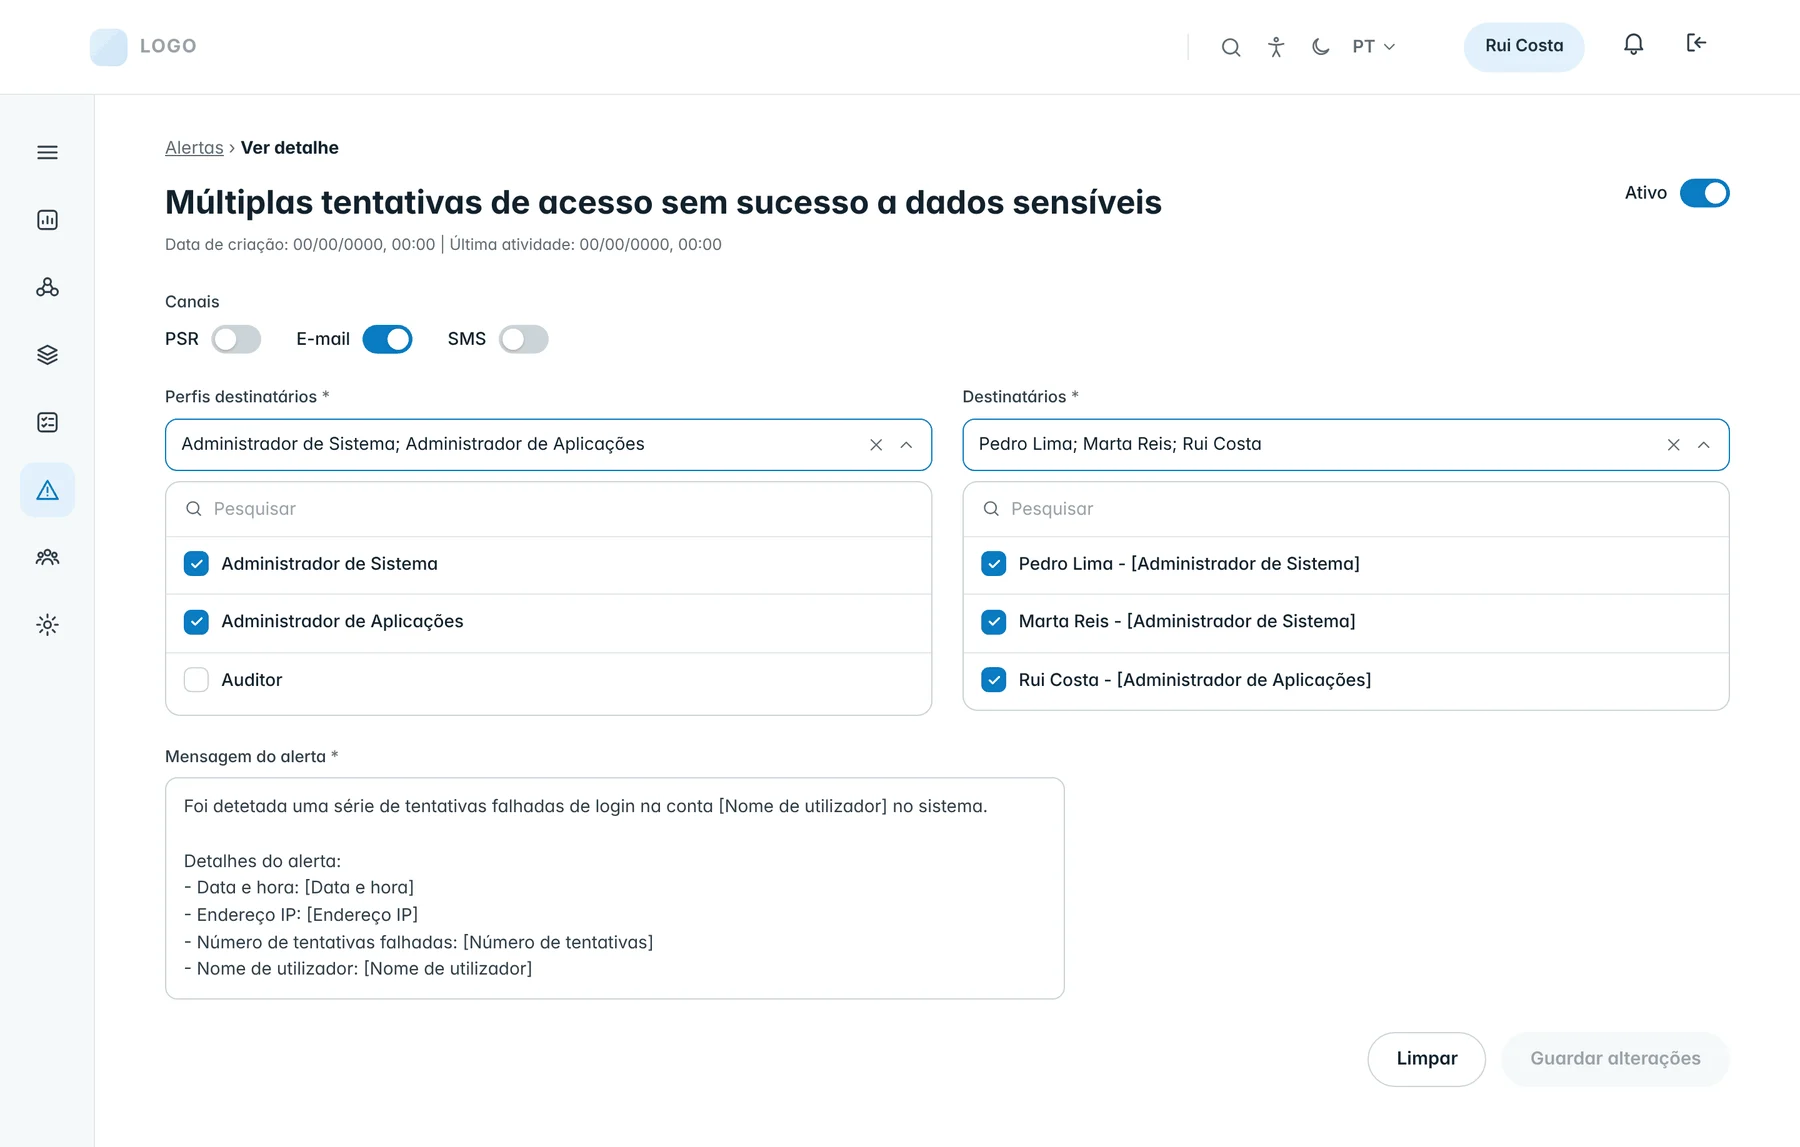 LOGO
PT
Rui Costa
Alertas › Ver detalhe
Múltiplas tentativas de acesso sem sucesso a dados sensíveis
Ativo
Data de criação: 00/00/0000, 00:00 | Última atividade: 00/00/0000, 00:00
Canais
PSR
E-mail
SMS
Perfis destinatários *
Administrador de Sistema; Administrador de Aplicações
Pesquisar
Administrador de Sistema
Administrador de Aplicações
Auditor
Destinatários *
Pedro Lima; Marta Reis; Rui Costa
Pesquisar
Pedro Lima - [Administrador de Sistema]
Marta Reis - [Administrador de Sistema]
Rui Costa - [Administrador de Aplicações]
Mensagem do alerta *
Foi detetada uma série de tentativas falhadas de login na conta [Nome de utilizador] no sistema.
Detalhes do alerta:
- Data e hora: [Data e hora]
- Endereço IP: [Endereço IP]
- Número de tentativas falhadas: [Número de tentativas]
- Nome de utilizador: [Nome de utilizador]
Limpar
Guardar alterações